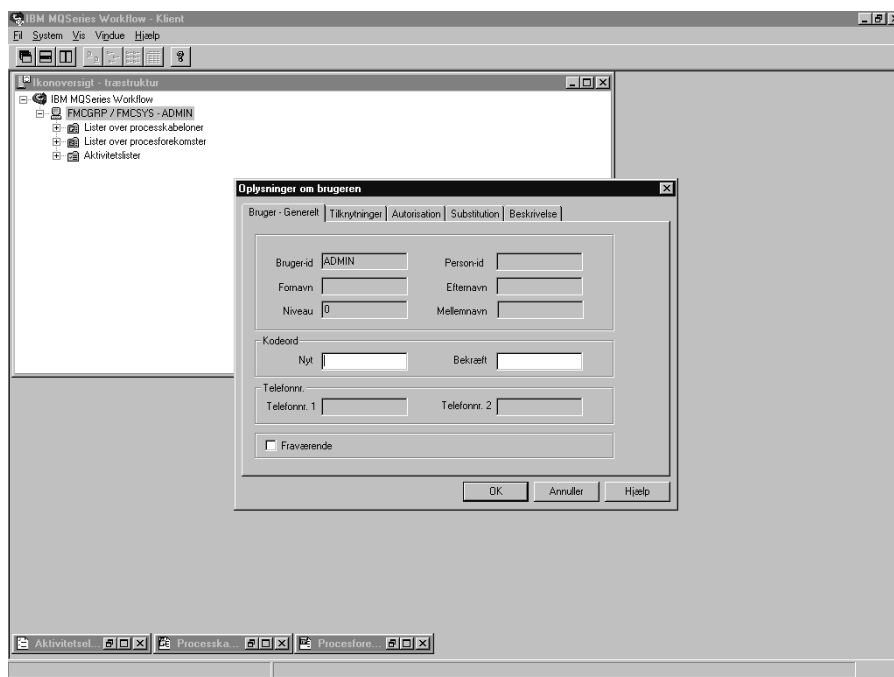 IBM MQSeries Workflow - Klient
Fil System Vis Vindue Hjælp
Ikonoversigt - træstruktur
IBM MQSeries Workflow
FMCGRP / FMCSYS - ADMIN
Lister over processkabeloner
Lister over procesforekomster
Aktivitetslister
Oplysninger om brugeren
Bruger - Generelt Tilknytninger Autorisation Substitution Beskrivelse
Bruger-id ADMIN Person-id
Fornavn Efternavn
Niveau 0 Mellemnavn
Kodeord
Nyt Bekræft
Telefonnr.
Telefonnr. 1 Telefonnr. 2
Fraværende
OK Annuller Hjælp
Aktivitetsel... Processka... Procesfore...